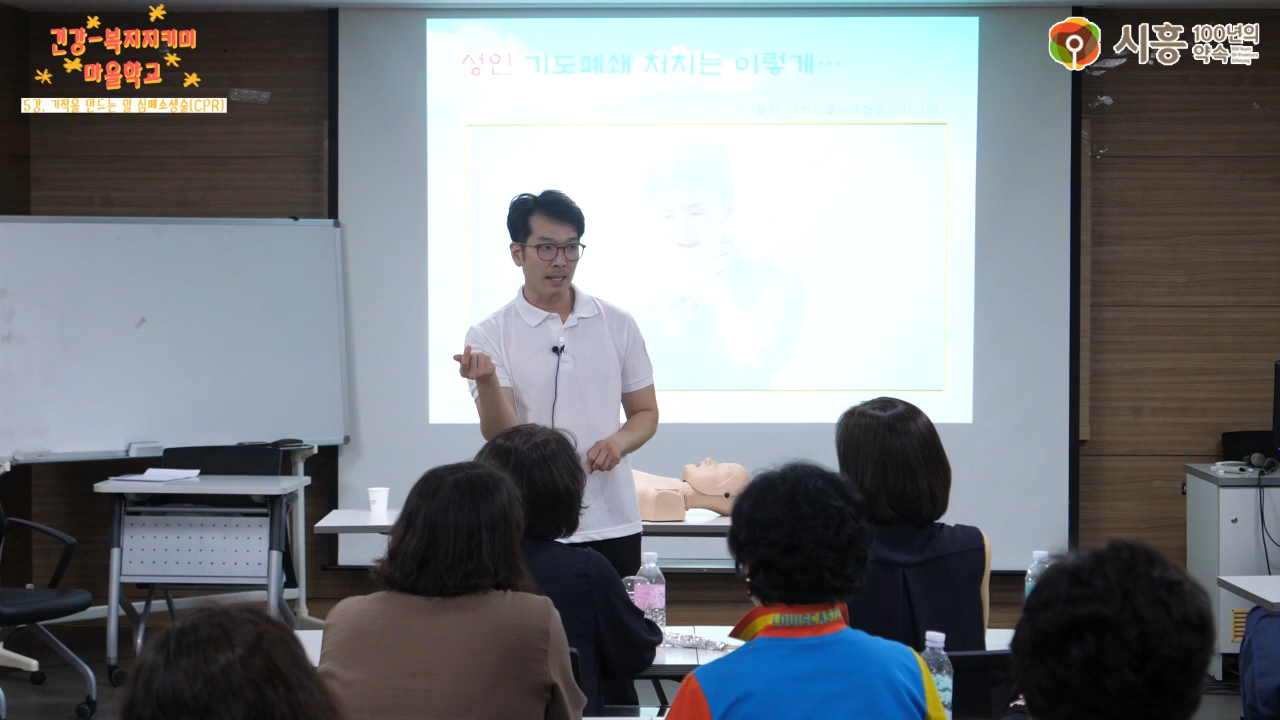 건강-복지지키미
마을학교
5강. 기적을 만드는 일 심폐소생술(CPR)
시흥 100년의
약속
성인 기도폐쇄 처치는 이렇게...
LOUISCAST